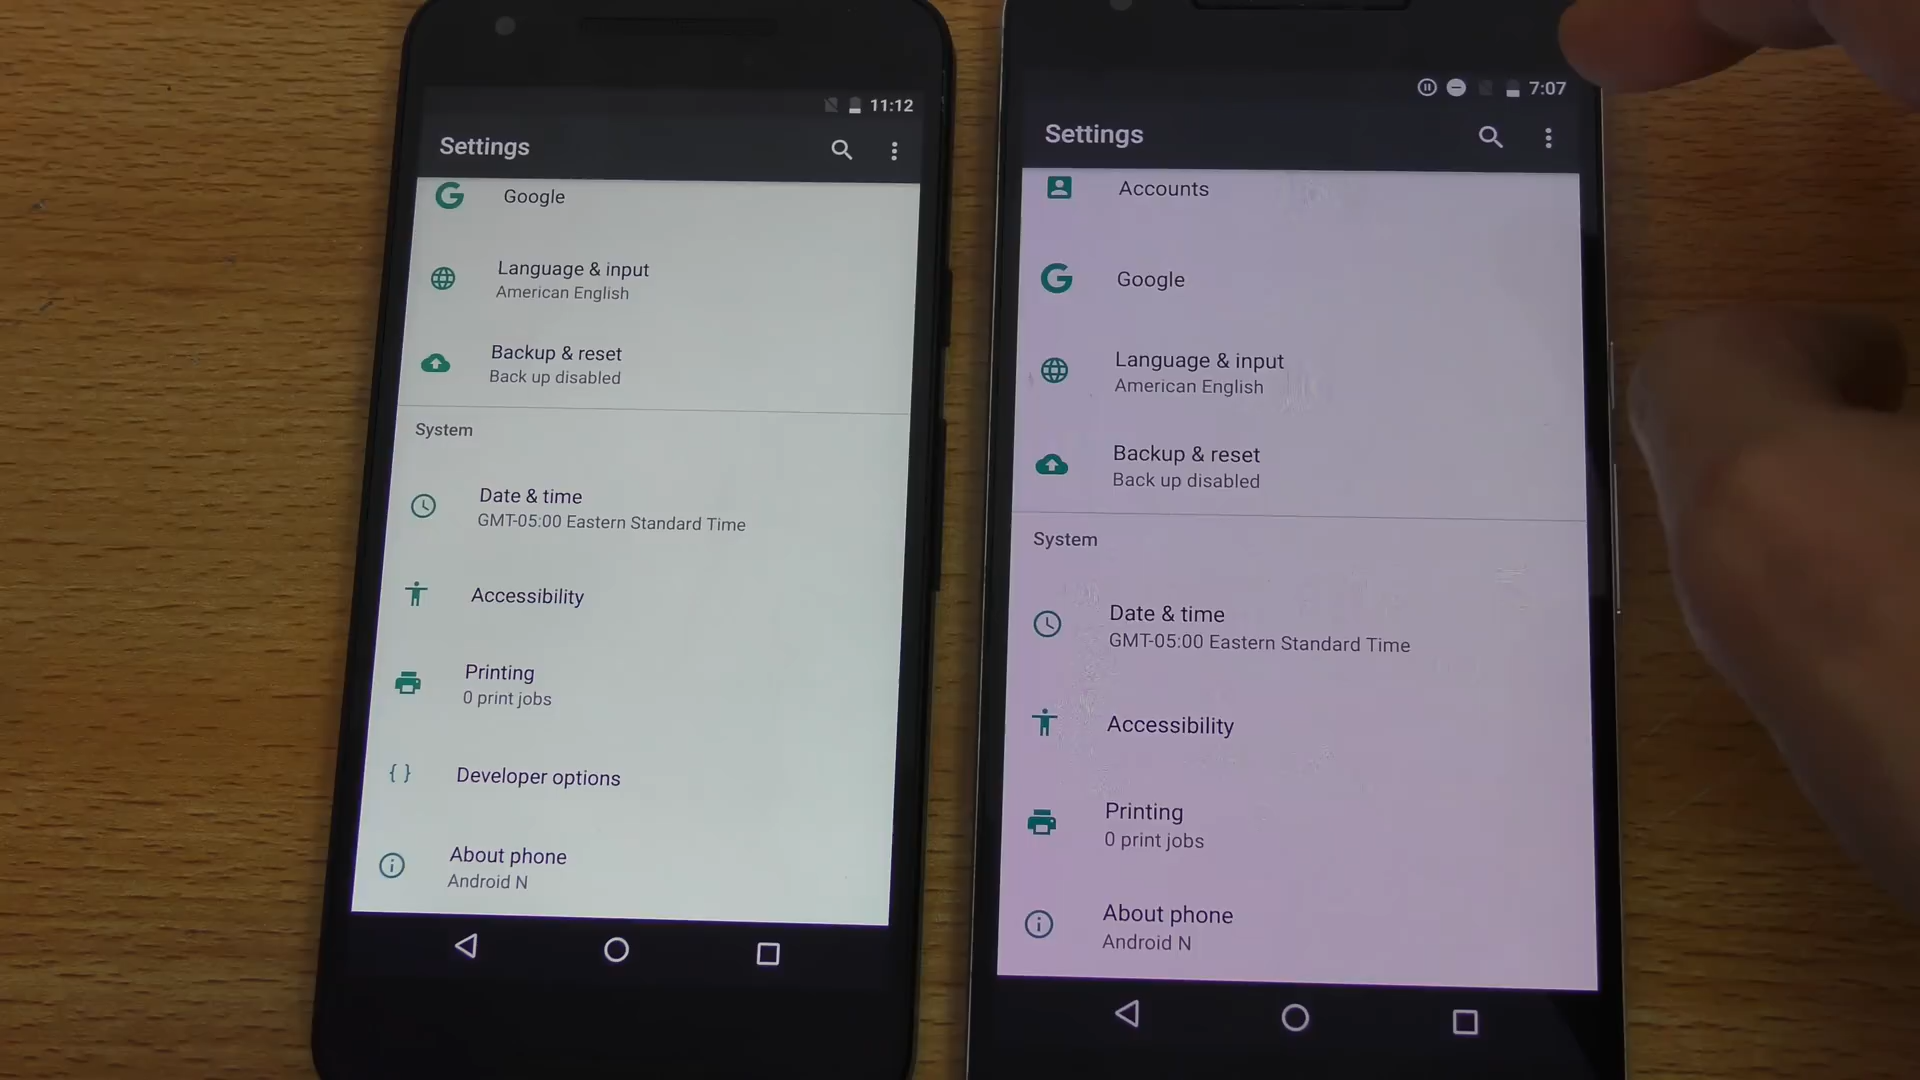 11:12
Settings
Google
Language & input
American English
Backup & reset
Back up disabled
System
Date & time
GMT-05:00 Eastern Standard Time
Accessibility
Printing
0 print jobs
{ } Developer options
About phone
Android N
7:07
Settings
Accounts
Google
Language & input
American English
Backup & reset
Back up disabled
System
Date & time
GMT-05:00 Eastern Standard Time
Accessibility
Printing
0 print jobs
About phone
Android N